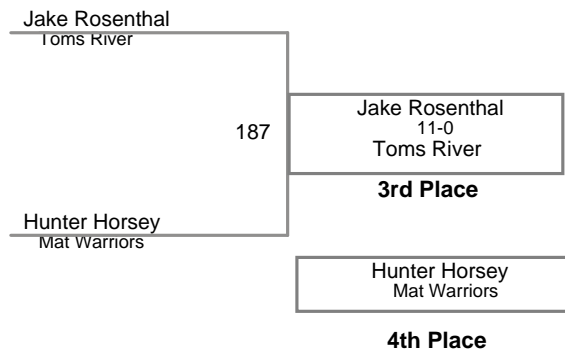 Jake Rosenthal
Toms River
187
Jake Rosenthal
11-0
Toms River
3rd Place
Hunter Horsey
Mat Warriors
Hunter Horsey
Mat Warriors
4th Place